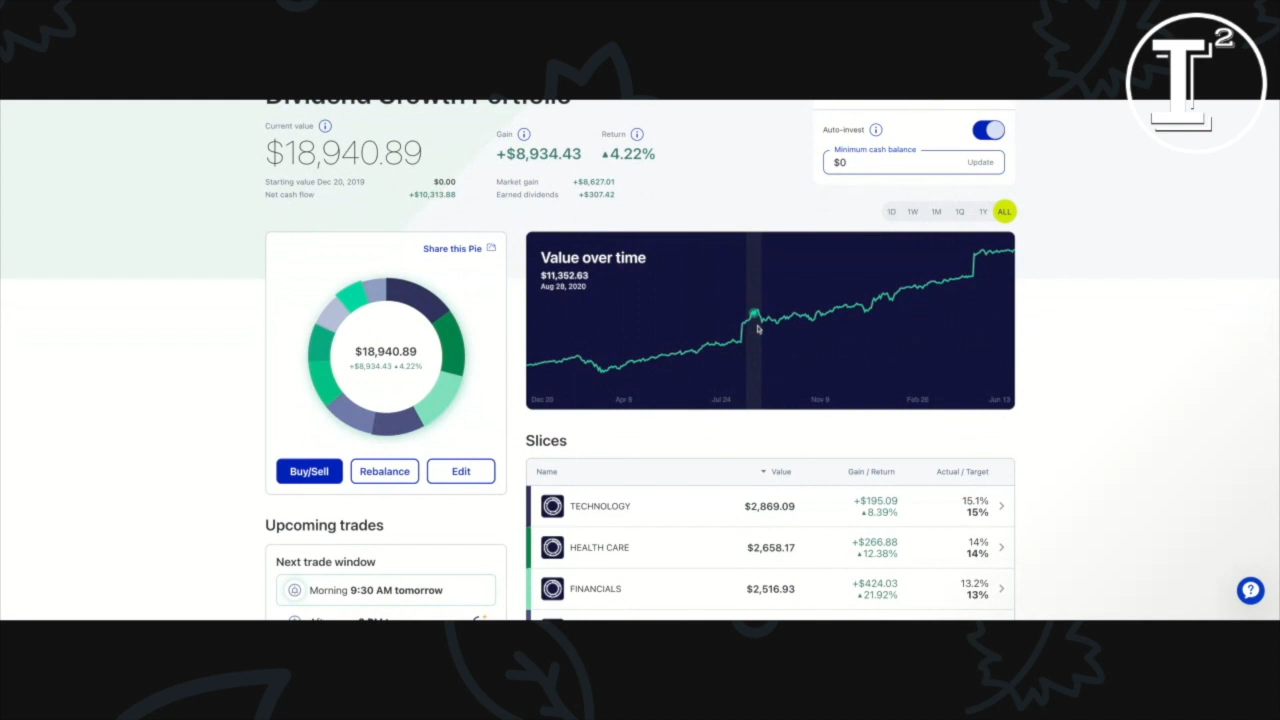 Dividend Growth Portfolio
Current value
$18,940.89
Starting value Dec 20, 2019 $0.00
Net cash flow +$10,313.88
Gain Return
+$8,934.43 ▲4.22%
Market gain +$8,627.01
Earned dividends +$307.42
Auto-invest
Minimum cash balance
$0 Update
1D 1W 1M 1Q 1Y ALL
T²
Share this Pie
$18,940.89
+$8,934.43 ▲4.22%
Buy/Sell Rebalance Edit
Value over time
$11,352.63
Aug 28, 2020
Dec 20 Apr 8 Jul 24 Nov 9 Feb 26 Jun 13
Slices
Name ▼ Value Gain / Return Actual / Target
TECHNOLOGY $2,869.09 +$195.09 15.1%
▲8.39% 15%
HEALTH CARE $2,658.17 +$266.88 14%
▲12.38% 14%
FINANCIALS $2,516.93 +$424.03 13.2%
▲21.92% 13%
Upcoming trades
Next trade window
Morning 9:30 AM tomorrow